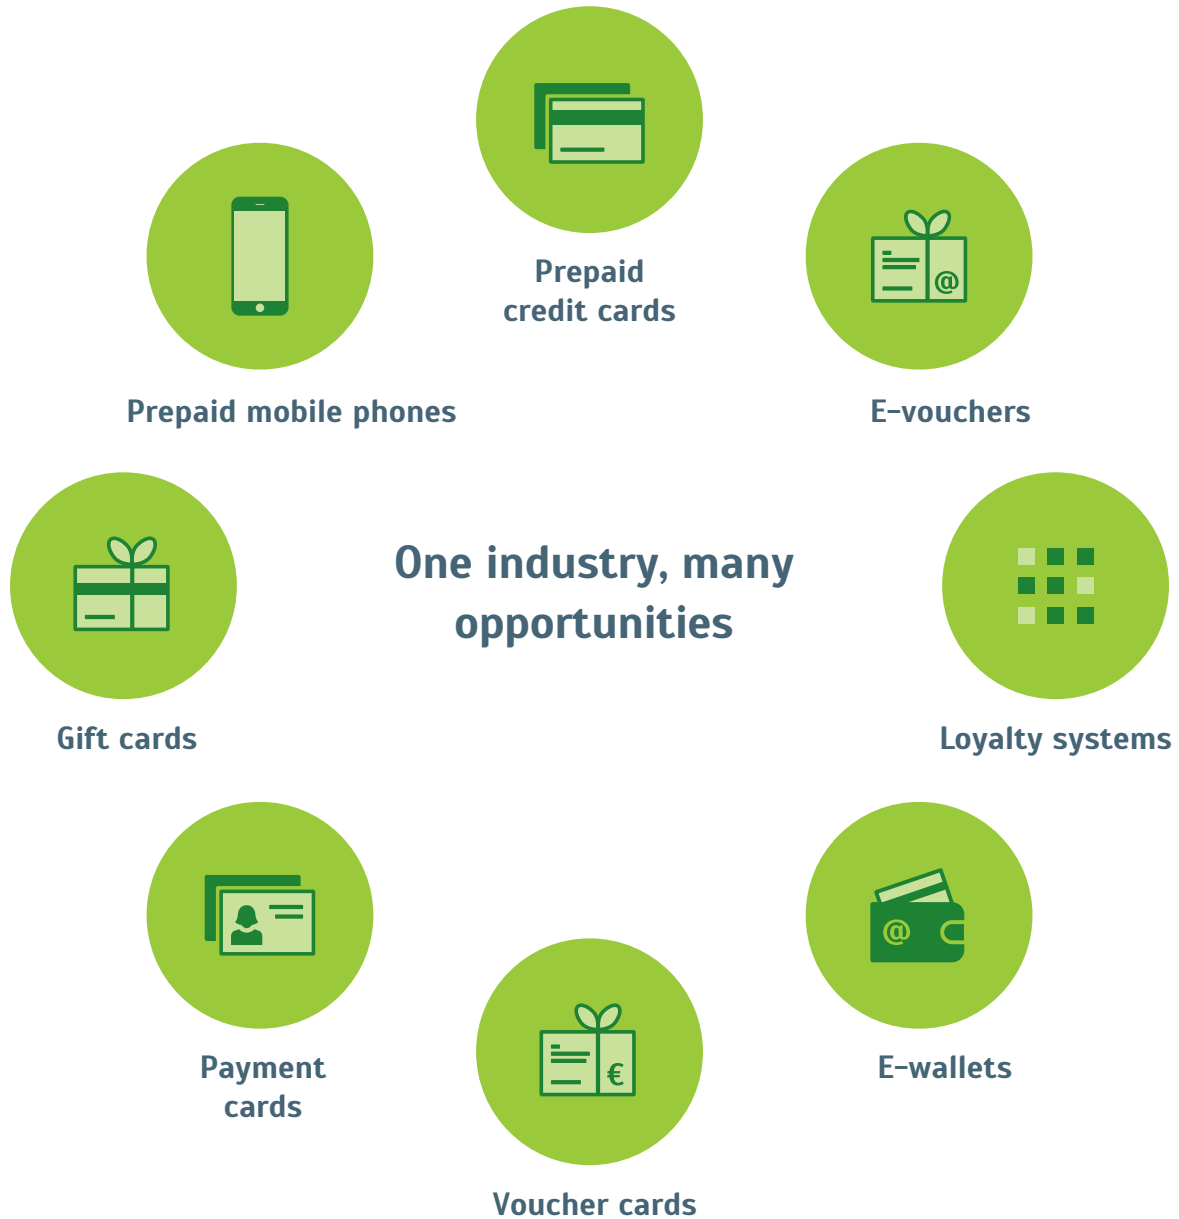 Prepaid
credit cards
Prepaid mobile phones
E-vouchers
@
One industry, many
opportunities
Gift cards
Loyalty systems
@
Payment
cards
€
E-wallets
Voucher cards